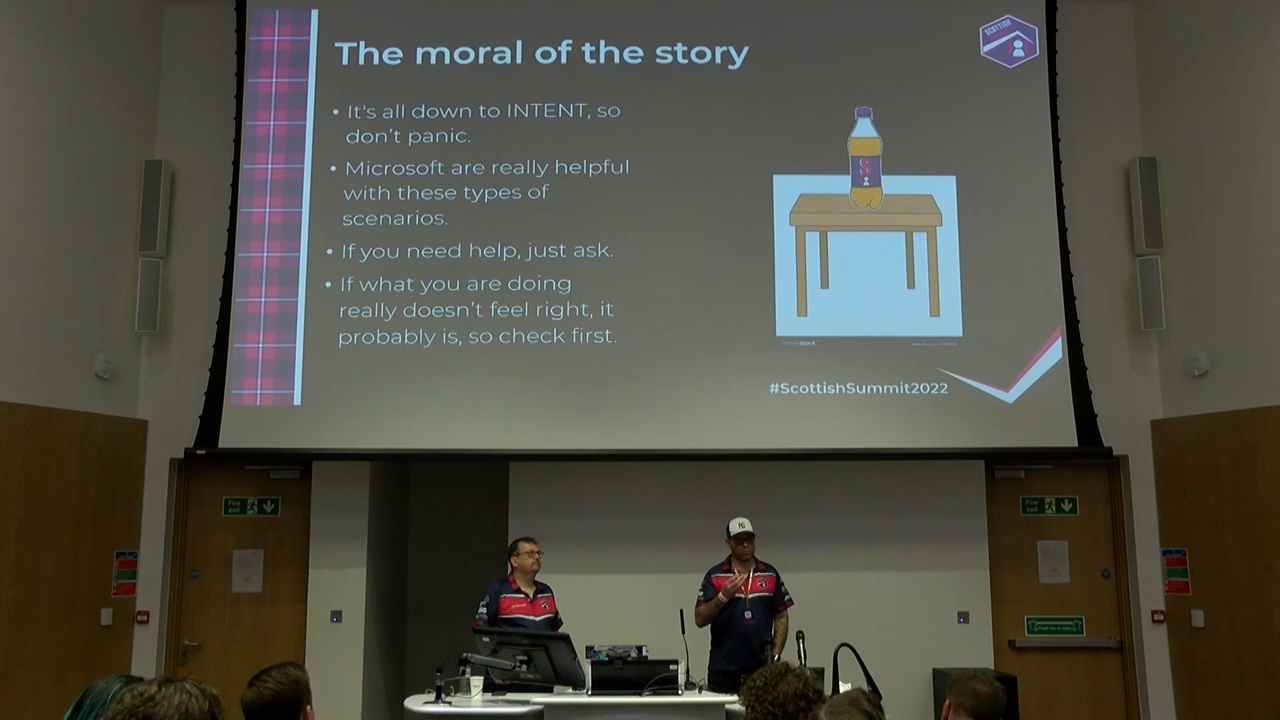 The moral of the story
• It's all down to INTENT, so
don't panic.
• Microsoft are really helpful
with these types of
scenarios.
• If you need help, just ask.
• If what you are doing
really doesn't feel right, it
probably is, so check first.
SCOTTISH
#ScottishSummit2022
Fire
exit
Fire
exit
NY